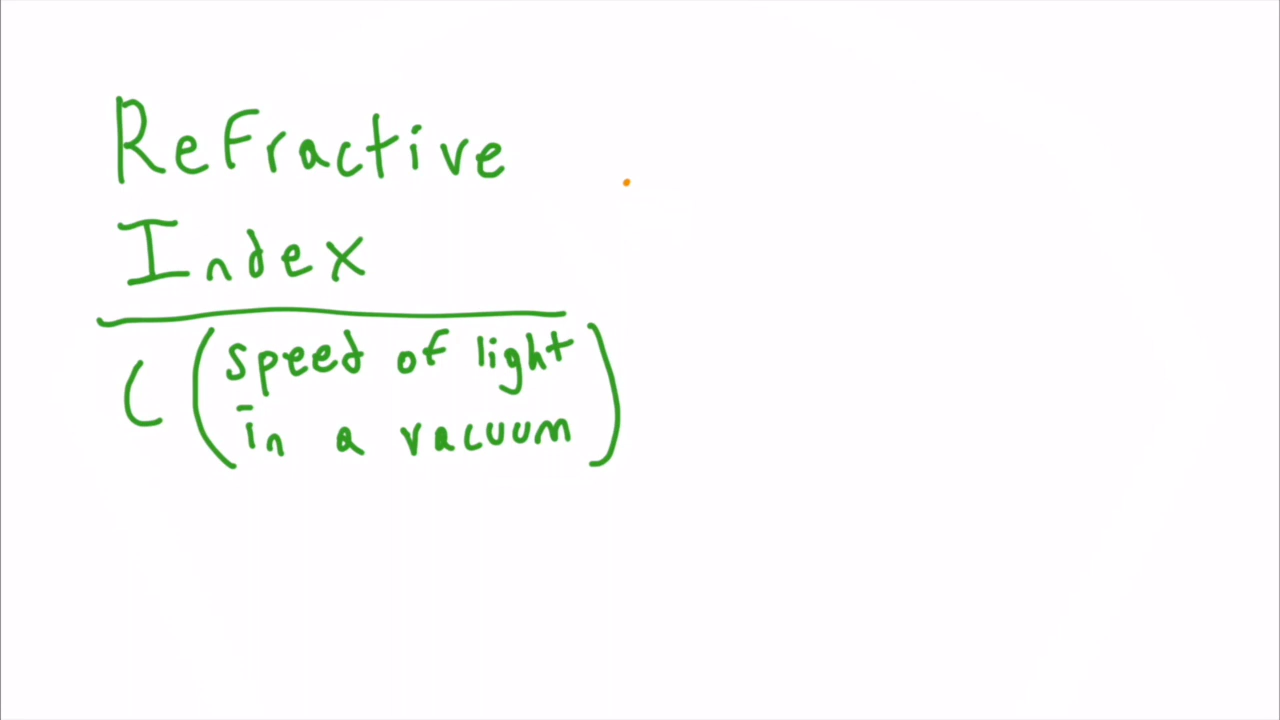 Refractive
Index
C (speed of light
in a vacuum)